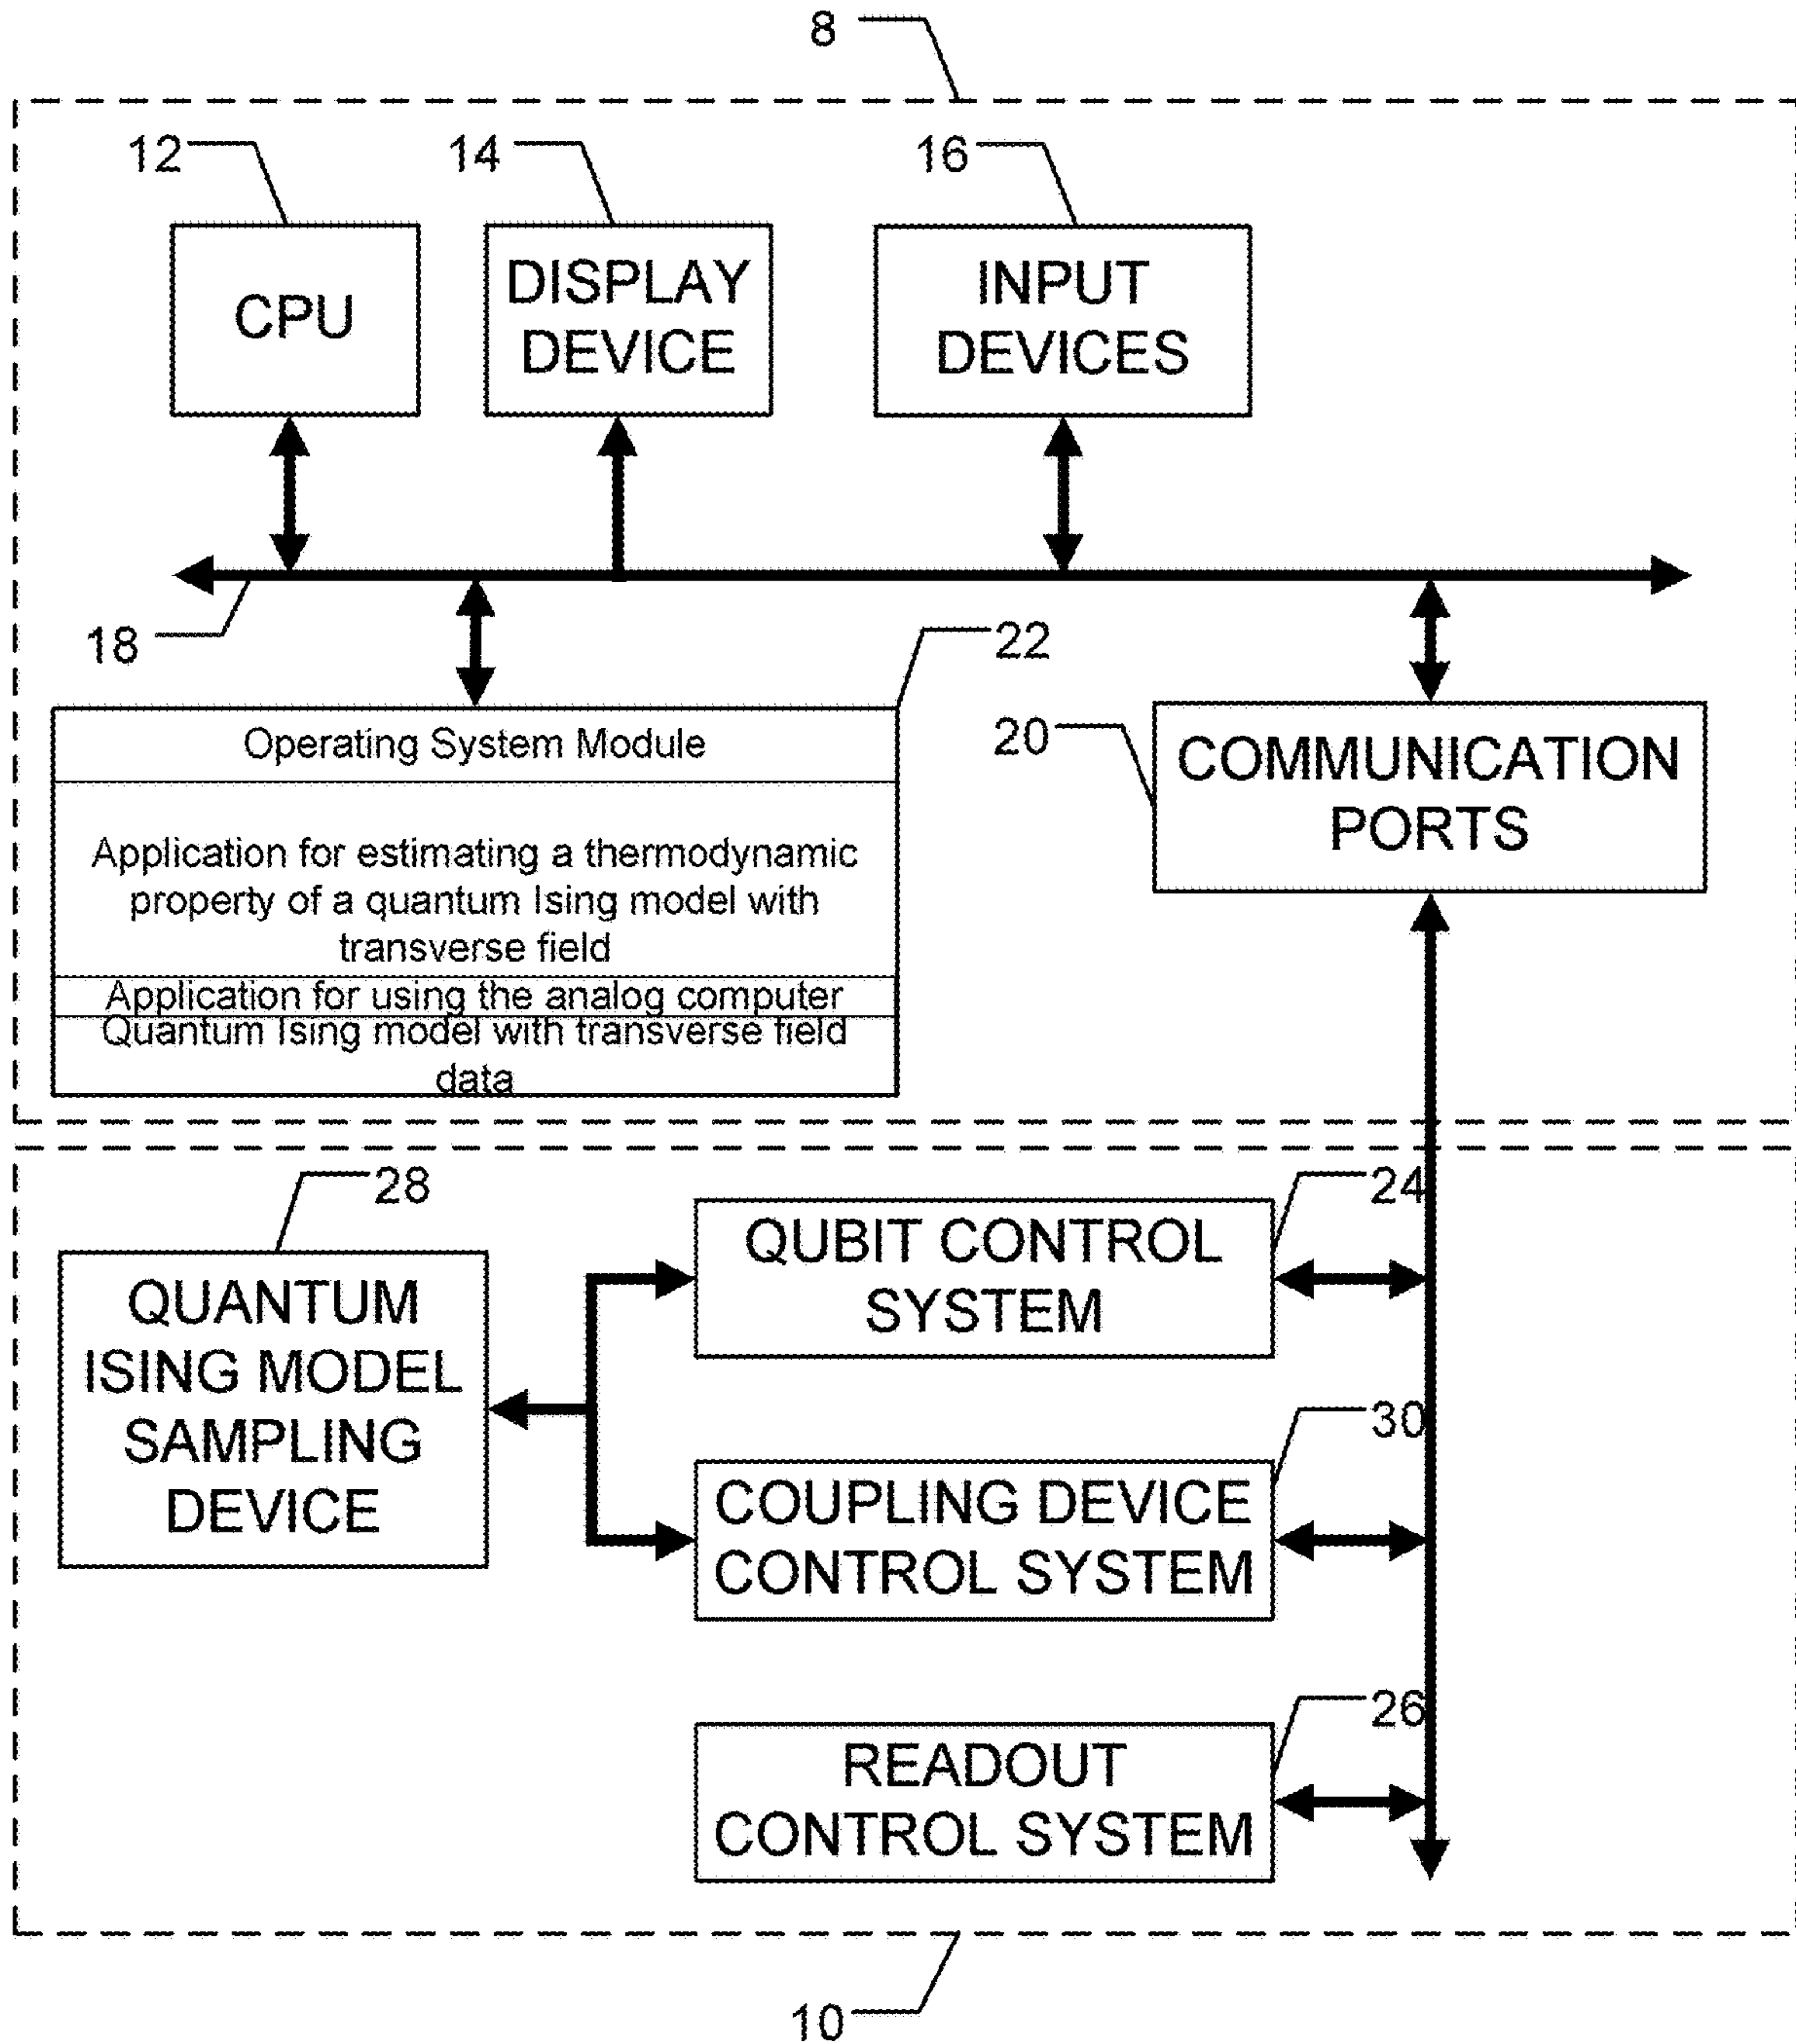 8
12
14
16
CPU
DISPLAY
DEVICE
INPUT
DEVICES
18
22
Operating System Module
Application for estimating a thermodynamic
property of a quantum Ising model with
transverse field
Application for using the analog computer
Quantum Ising model with transverse field
data
20
COMMUNICATION
PORTS
28
QUANTUM
ISING MODEL
SAMPLING
DEVICE
24
QUBIT CONTROL
SYSTEM
30
COUPLING DEVICE
CONTROL SYSTEM
26
READOUT
CONTROL SYSTEM
10